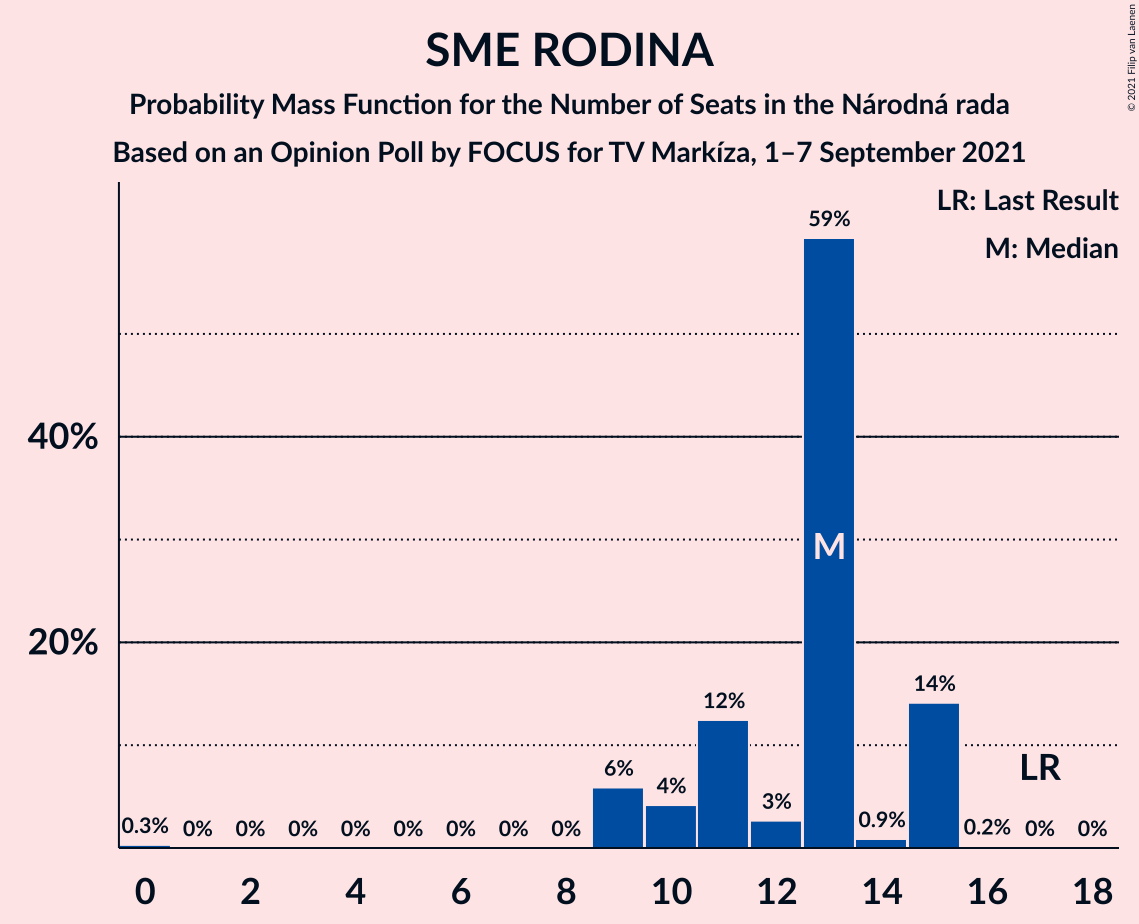 SME RODINA
Probability Mass Function for the Number of Seats in the Národná rada
Based on an Opinion Poll by FOCUS for TV Markíza, 1–7 September 2021
© 2021 Filip van Laenen
LR: Last Result
M: Median
40%
20%
0.3% 0% 0% 0% 0% 0% 0% 0% 0% 6% 4% 12% 3% 59% 0.9% 14% 0.2% 0% 0%
M
LR
0 2 4 6 8 10 12 14 16 18